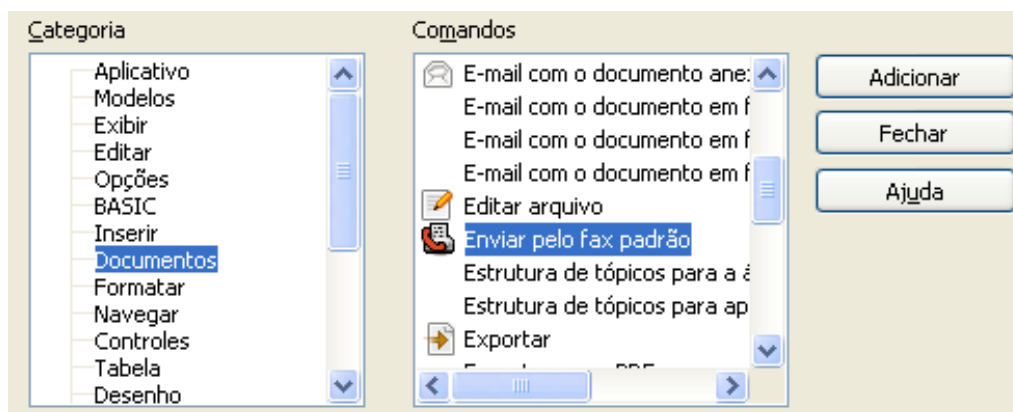 Categoria
Aplicativo
Modelos
Exibir
Editar
Opções
BASIC
Inserir
Documentos
Formatar
Navegar
Controles
Tabela
Desenho
Comandos
E-mail com o documento ane
E-mail com o documento em f
E-mail com o documento em f
E-mail com o documento em f
Editar arquivo
Enviar pelo fax padrão
Estrutura de tópicos para a á
Estrutura de tópicos para ap
Exportar
Adicionar
Fechar
Ajuda